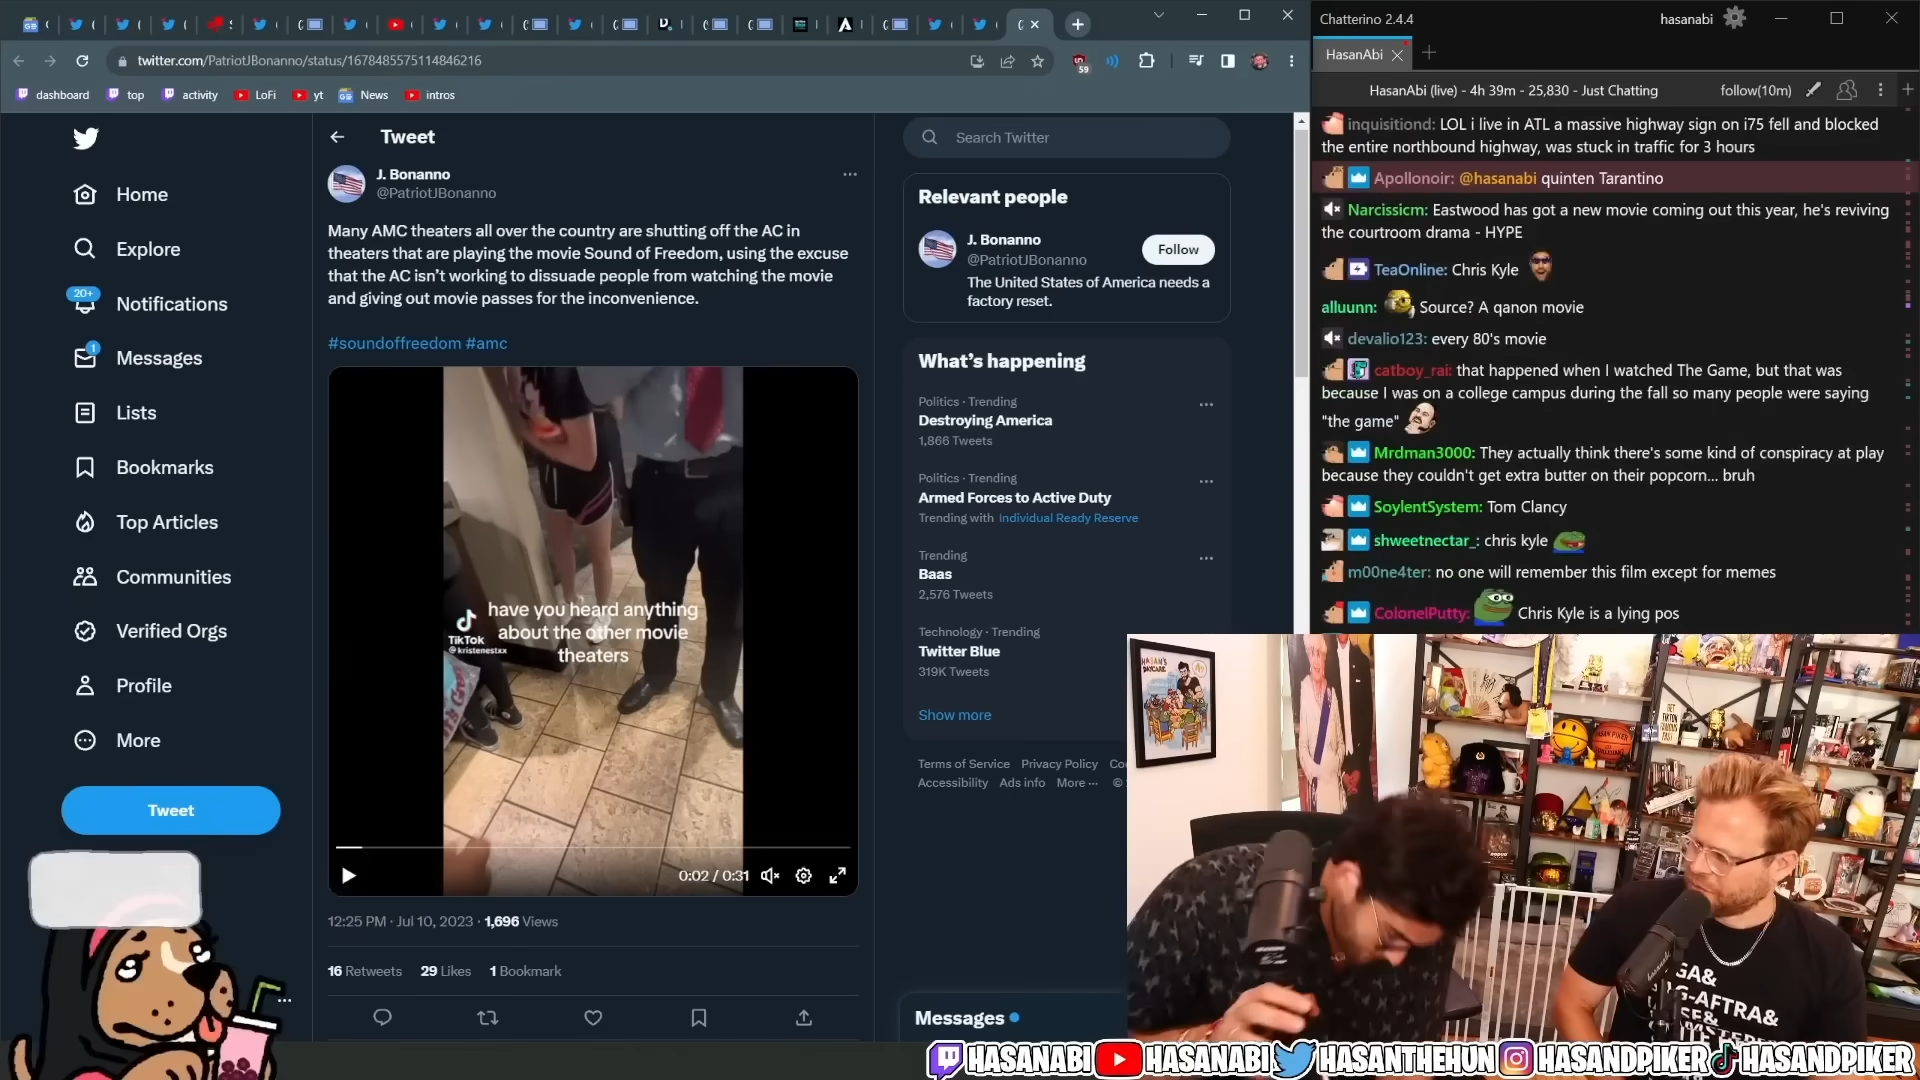 twitter.com/PatriotJBonanno/status/1678485575114846216
59
dashboard
top
activity
LoFi
yt
News
intros
Home
Explore
20+
Notifications
1
Messages
Lists
Bookmarks
Top Articles
Communities
Verified Orgs
Profile
More
Tweet
Tweet
J. Bonanno
@PatriotJBonanno
Many AMC theaters all over the country are shutting off the AC in
theaters that are playing the movie Sound of Freedom, using the excuse
that the AC isn't working to dissuade people from watching the movie
and giving out movie passes for the inconvenience.
#soundoffreedom #amc
have you heard anything
about the other movie
theaters
TikTok
@kristenestxx
0:02 / 0:31
12:25 PM · Jul 10, 2023 · 1,696 Views
16 Retweets 29 Likes 1 Bookmark
Search Twitter
Relevant people
J. Bonanno
@PatriotJBonanno
Follow
The United States of America needs a
factory reset.
What's happening
Politics · Trending
Destroying America
1,866 Tweets
Politics · Trending
Armed Forces to Active Duty
Trending with Individual Ready Reserve
Trending
Baas
2,576 Tweets
Technology · Trending
Twitter Blue
319K Tweets
Show more
Terms of Service Privacy Policy
Accessibility Ads info More ··· ©
Messages
Chatterino 2.4.4
hasanabi
HasanAbi
HasanAbi (live) - 4h 39m - 25,830 - Just Chatting
follow(10m)
inquisitiond: LOL i live in ATL a massive highway sign on i75 fell and blocked
the entire northbound highway, was stuck in traffic for 3 hours
Apollonoir: @hasanabi quinten Tarantino
Narcissicm: Eastwood has got a new movie coming out this year, he's reviving
the courtroom drama - HYPE
TeaOnline: Chris Kyle
alluunn: Source? A qanon movie
devalio123: every 80's movie
catboy_rai: that happened when I watched The Game, but that was
because I was on a college campus during the fall so many people were saying
"the game"
Mrdman3000: They actually think there's some kind of conspiracy at play
because they couldn't get extra butter on their popcorn... bruh
SoylentSystem: Tom Clancy
shweetnectar_: chris kyle
m00ne4ter: no one will remember this film except for memes
ColonelPutty: Chris Kyle is a lying pos
HASANABI HASANABI HASANTHEHUN HASANDPIKER HASANDPIKER